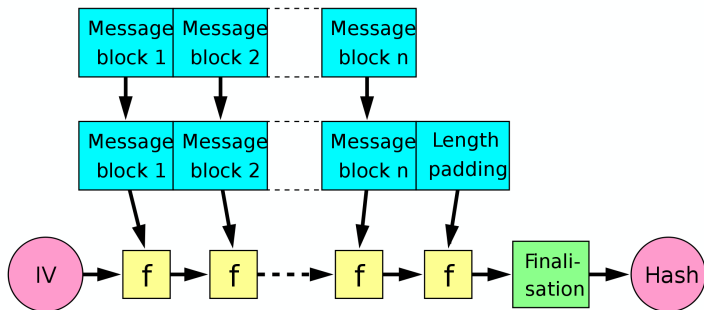 Message
block 1
Message
block 2
Message
block n
Message
block 1
Message
block 2
Message
block n
Length
padding
IV
f
f
f
f
Finali-
sation
Hash